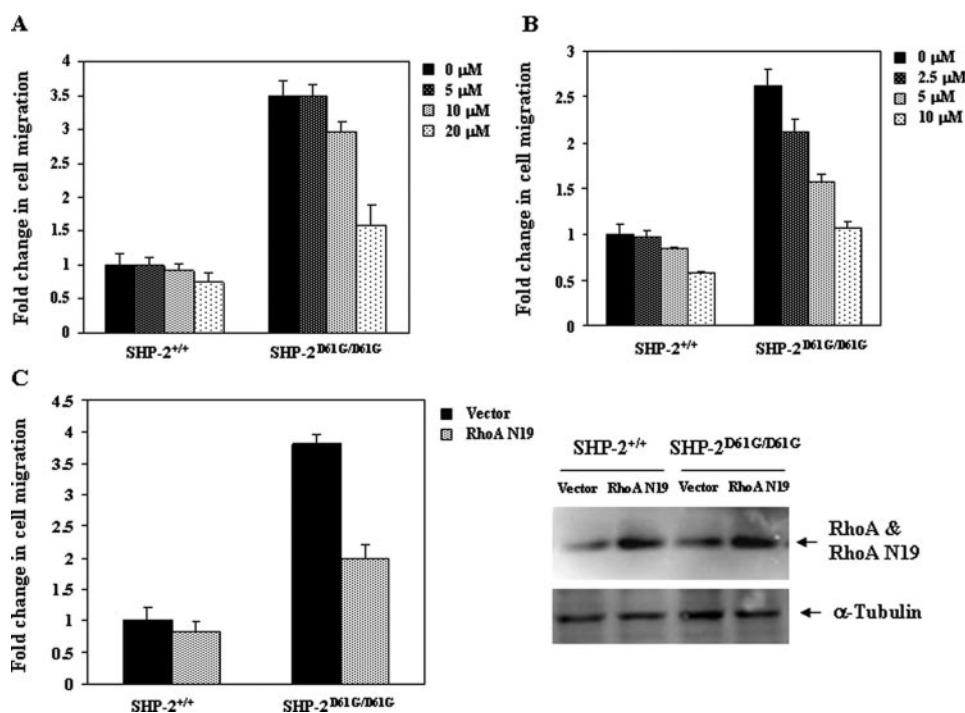 A
Fold change in cell migration
4
3.5
3
2.5
2
1.5
1
0.5
0
SHP-2+/+
SHP-2D61G/D61G
0 μM
5 μM
10 μM
20 μM
B
Fold change in cell migration
3
2.5
2
1.5
1
0.5
0
SHP-2+/+
SHP-2D61G/D61G
0 μM
2.5 μM
5 μM
10 μM
C
Fold change in cell migration
4.5
4
3.5
3
2.5
2
1.5
1
0.5
0
SHP-2+/+
SHP-2D61G/D61G
Vector
RhoA N19
SHP-2+/+ SHP-2D61G/D61G
Vector RhoA N19 Vector RhoA N19
RhoA &
RhoA N19
α-Tubulin